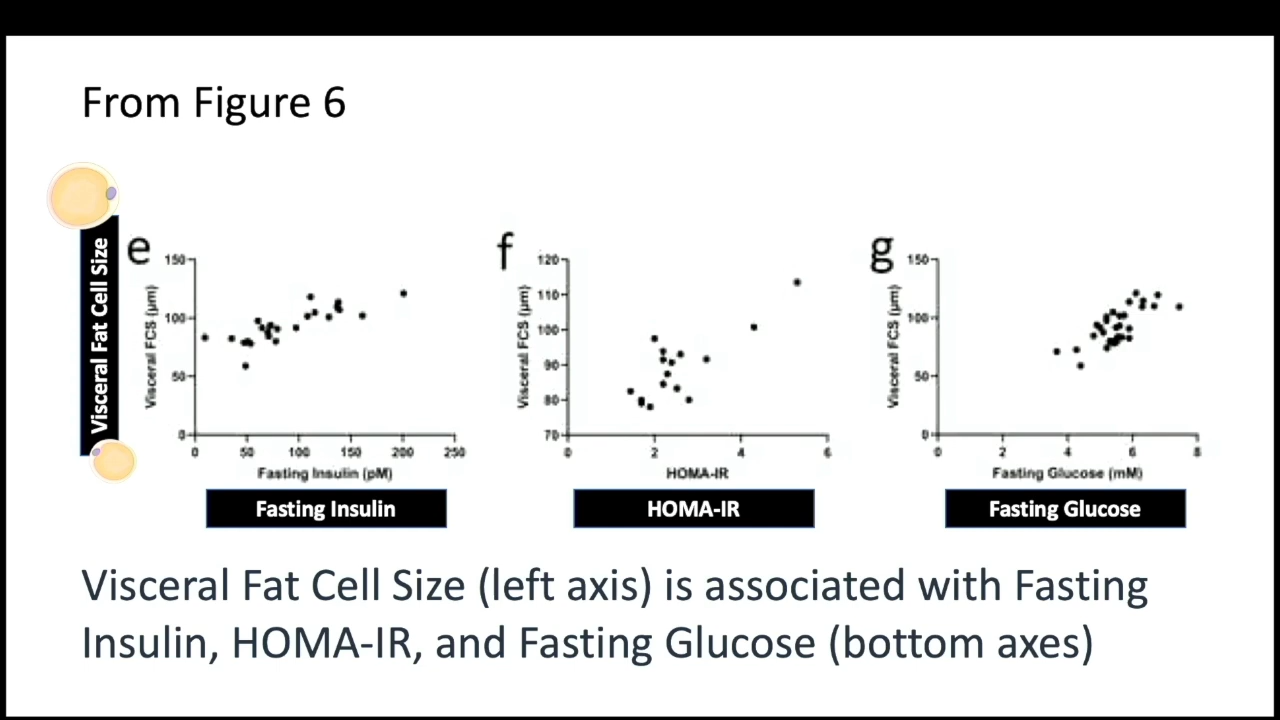 From Figure 6
Visceral Fat Cell Size
e
150
100
50
0
Visceral FCS (µm)
0 50 100 150 200 250
Fasting Insulin (pM)
Fasting Insulin
f
120
110
100
90
80
70
Visceral FCS (µm)
0 2 4 6
HOMA-IR
HOMA-IR
g
150
100
50
0
Visceral FCS (µm)
0 2 4 6 8
Fasting Glucose (mM)
Fasting Glucose
Visceral Fat Cell Size (left axis) is associated with Fasting
Insulin, HOMA-IR, and Fasting Glucose (bottom axes)